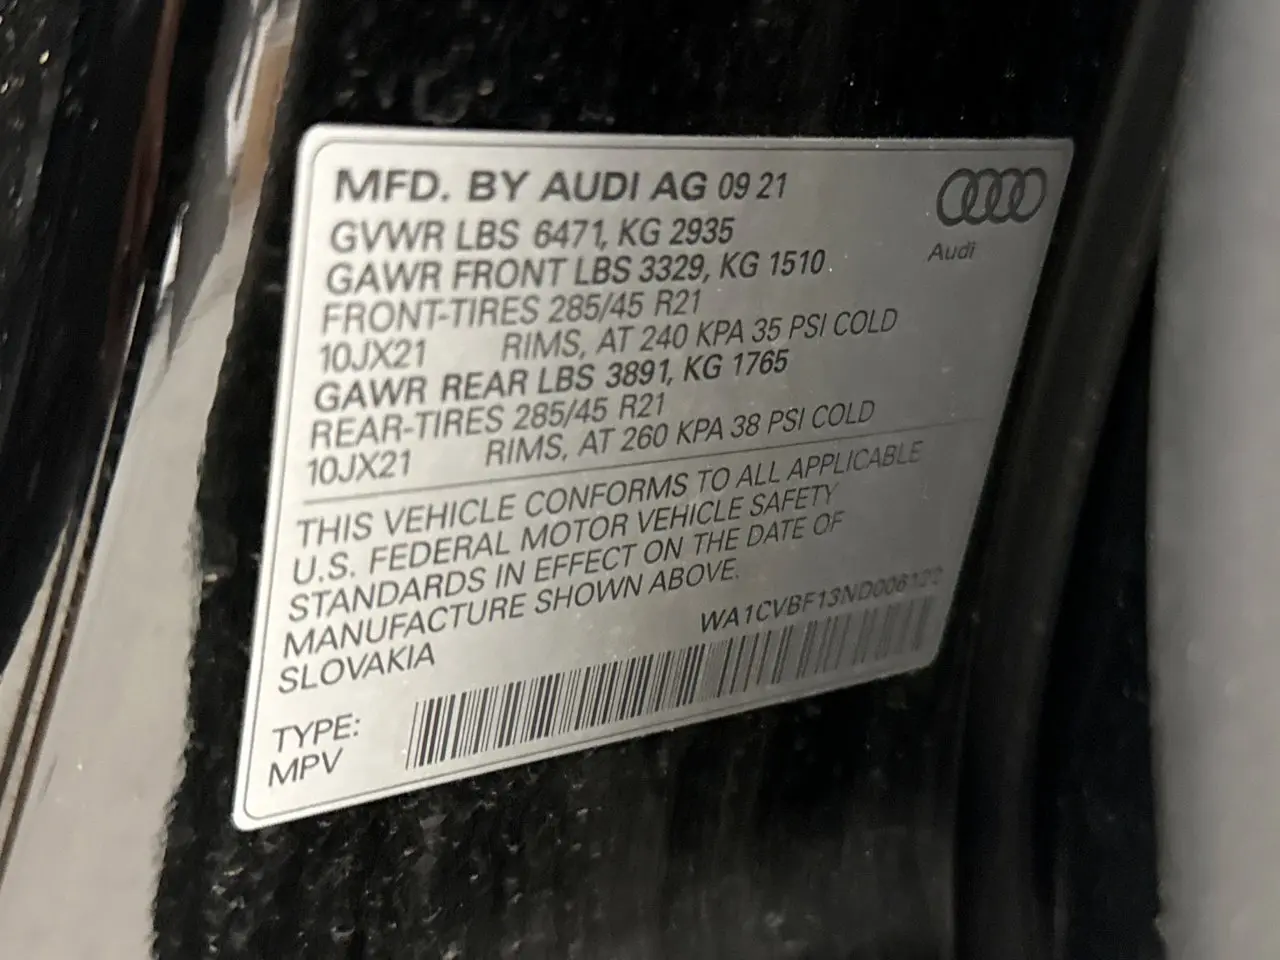 MFD. BY AUDI AG 09 21
GVWR LBS 6471, KG 2935
GAWR FRONT LBS 3329, KG 1510
FRONT-TIRES 285/45 R21
10JX21 RIMS, AT 240 KPA 35 PSI COLD
GAWR REAR LBS 3891, KG 1765
REAR-TIRES 285/45 R21
10JX21 RIMS, AT 260 KPA 38 PSI COLD
Audi
THIS VEHICLE CONFORMS TO ALL APPLICABLE
U.S. FEDERAL MOTOR VEHICLE SAFETY
STANDARDS IN EFFECT ON THE DATE OF
MANUFACTURE SHOWN ABOVE.
SLOVAKIA
TYPE:
MPV